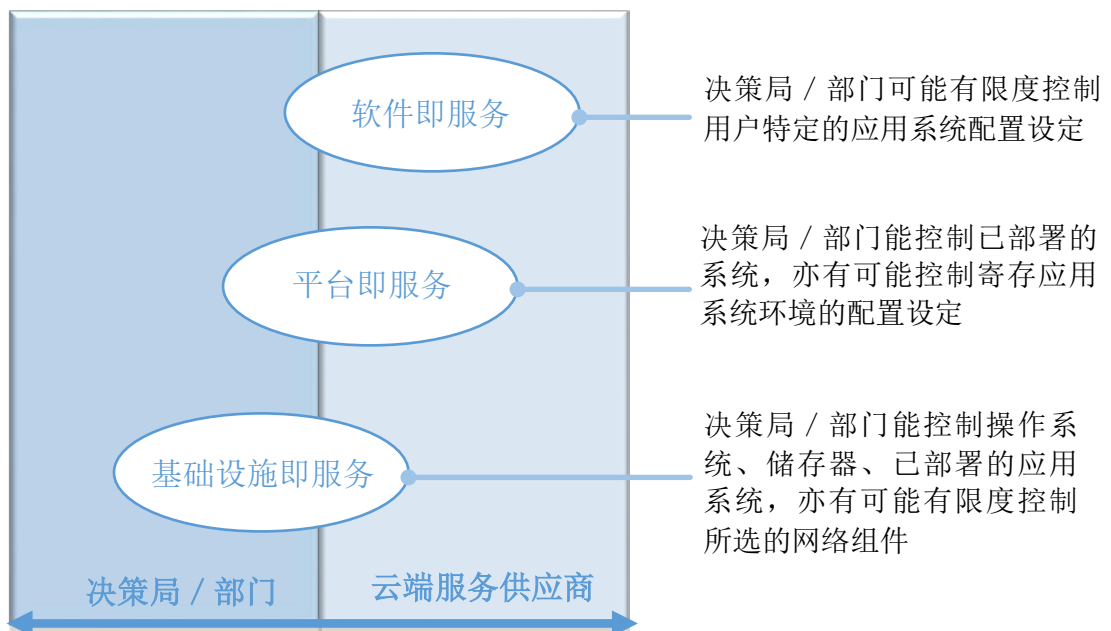 软件即服务
决策局／部门可能有限度控制
用户特定的应用系统配置设定
平台即服务
决策局／部门能控制已部署的
系统，亦有可能控制寄存应用
系统环境的配置设定
基础设施即服务
决策局／部门能控制操作系
统、储存器、已部署的应用
系统，亦有可能有限度控制
所选的网络组件
决策局／部门
云端服务供应商